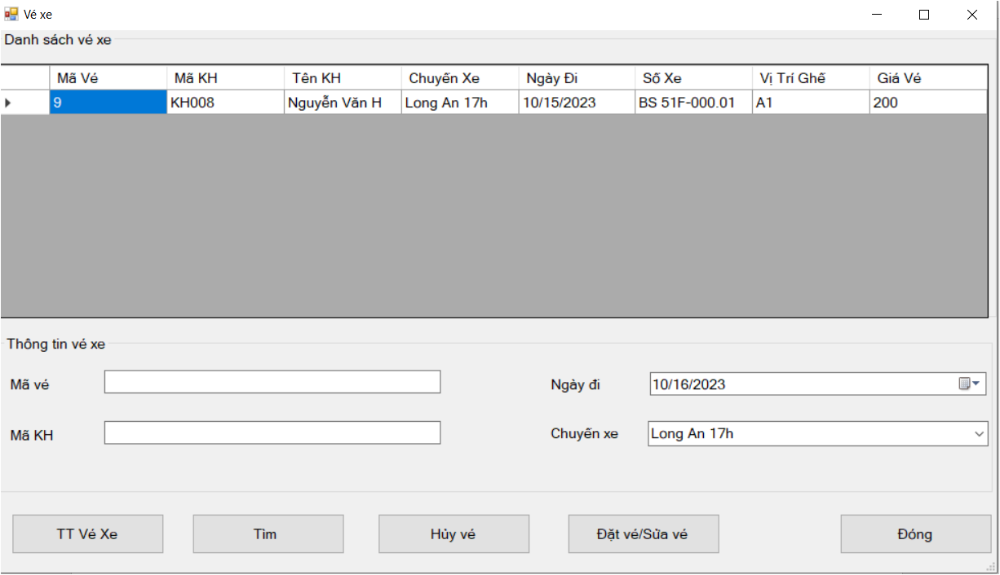 Vé xe
Danh sách vé xe
Mã Vé Mã KH Tên KH Chuyến Xe Ngày Đi Số Xe Vị Trí Ghế Giá Vé
9 KH008 Nguyễn Văn H Long An 17h 10/15/2023 BS 51F-000.01 A1 200
Thông tin vé xe
Mã vé Ngày đi 10/16/2023
Mã KH Chuyến xe Long An 17h
TT Vé Xe Tìm Hủy vé Đặt vé/Sửa vé Đóng